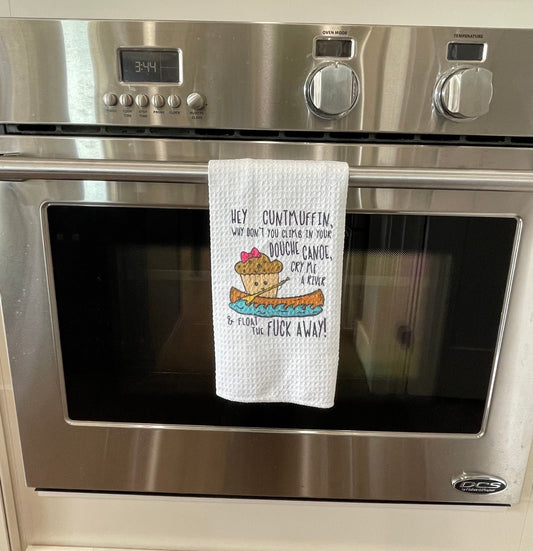 OVEN MODE
TEMPERATURE
3:44
CLOCK
HEY CUNTMUFFIN,
WHY DON'T YOU CLIMB IN YOUR
DOUCHE CANOE,
CRY ME
A RIVER
& FLOAT
THE FUCK AWAY!
DCS